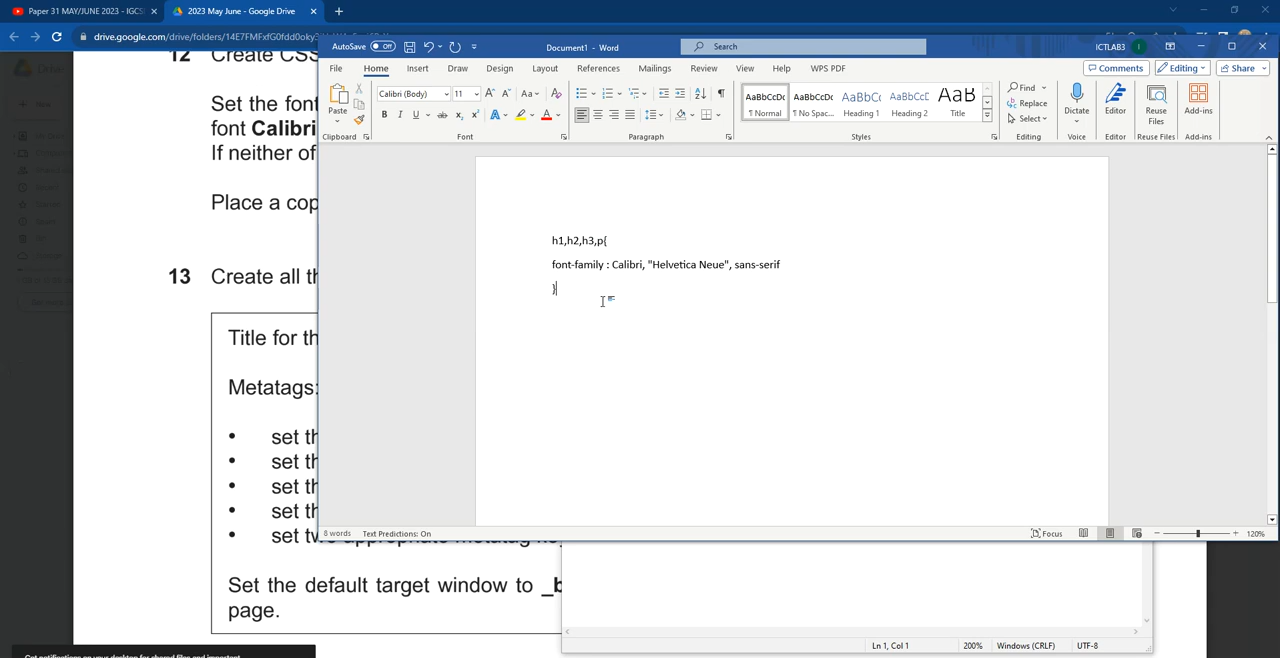 Paper 31 MAY/JUNE 2023 - IGCS
2023 May June - Google Drive
drive.google.com/drive/folders/14E7FMFxfG0fdd0oky3
AutoSave Off
Document1 - Word
Search
ICTLAB3
File Home Insert Draw Design Layout References Mailings Review View Help WPS PDF
Comments Editing Share
Paste
Calibri (Body) 11
AaBbCcDc AaBbCcDc AaBbCc AaBbCcC AaB
¶ Normal ¶ No Spac... Heading 1 Heading 2 Title
Find
Replace
Select
Dictate
Editor
Reuse Files
Add-ins
Clipboard Font Paragraph Styles Editing Voice Editor Reuse Files Add-ins
12 Create CSS
Set the font
font Calibri
If neither of
Place a cop
13 Create all th
Title for th
Metatags:
• set th
• set th
• set th
• set th
• set two appropriate metatag
Set the default target window to _b
page.
h1,h2,h3,p{
font-family : Calibri, "Helvetica Neue", sans-serif
}
8 words Text Predictions: On
Focus
120%
Ln 1, Col 1 200% Windows (CRLF) UTF-8
Get notifications on your desktop for shared files and important